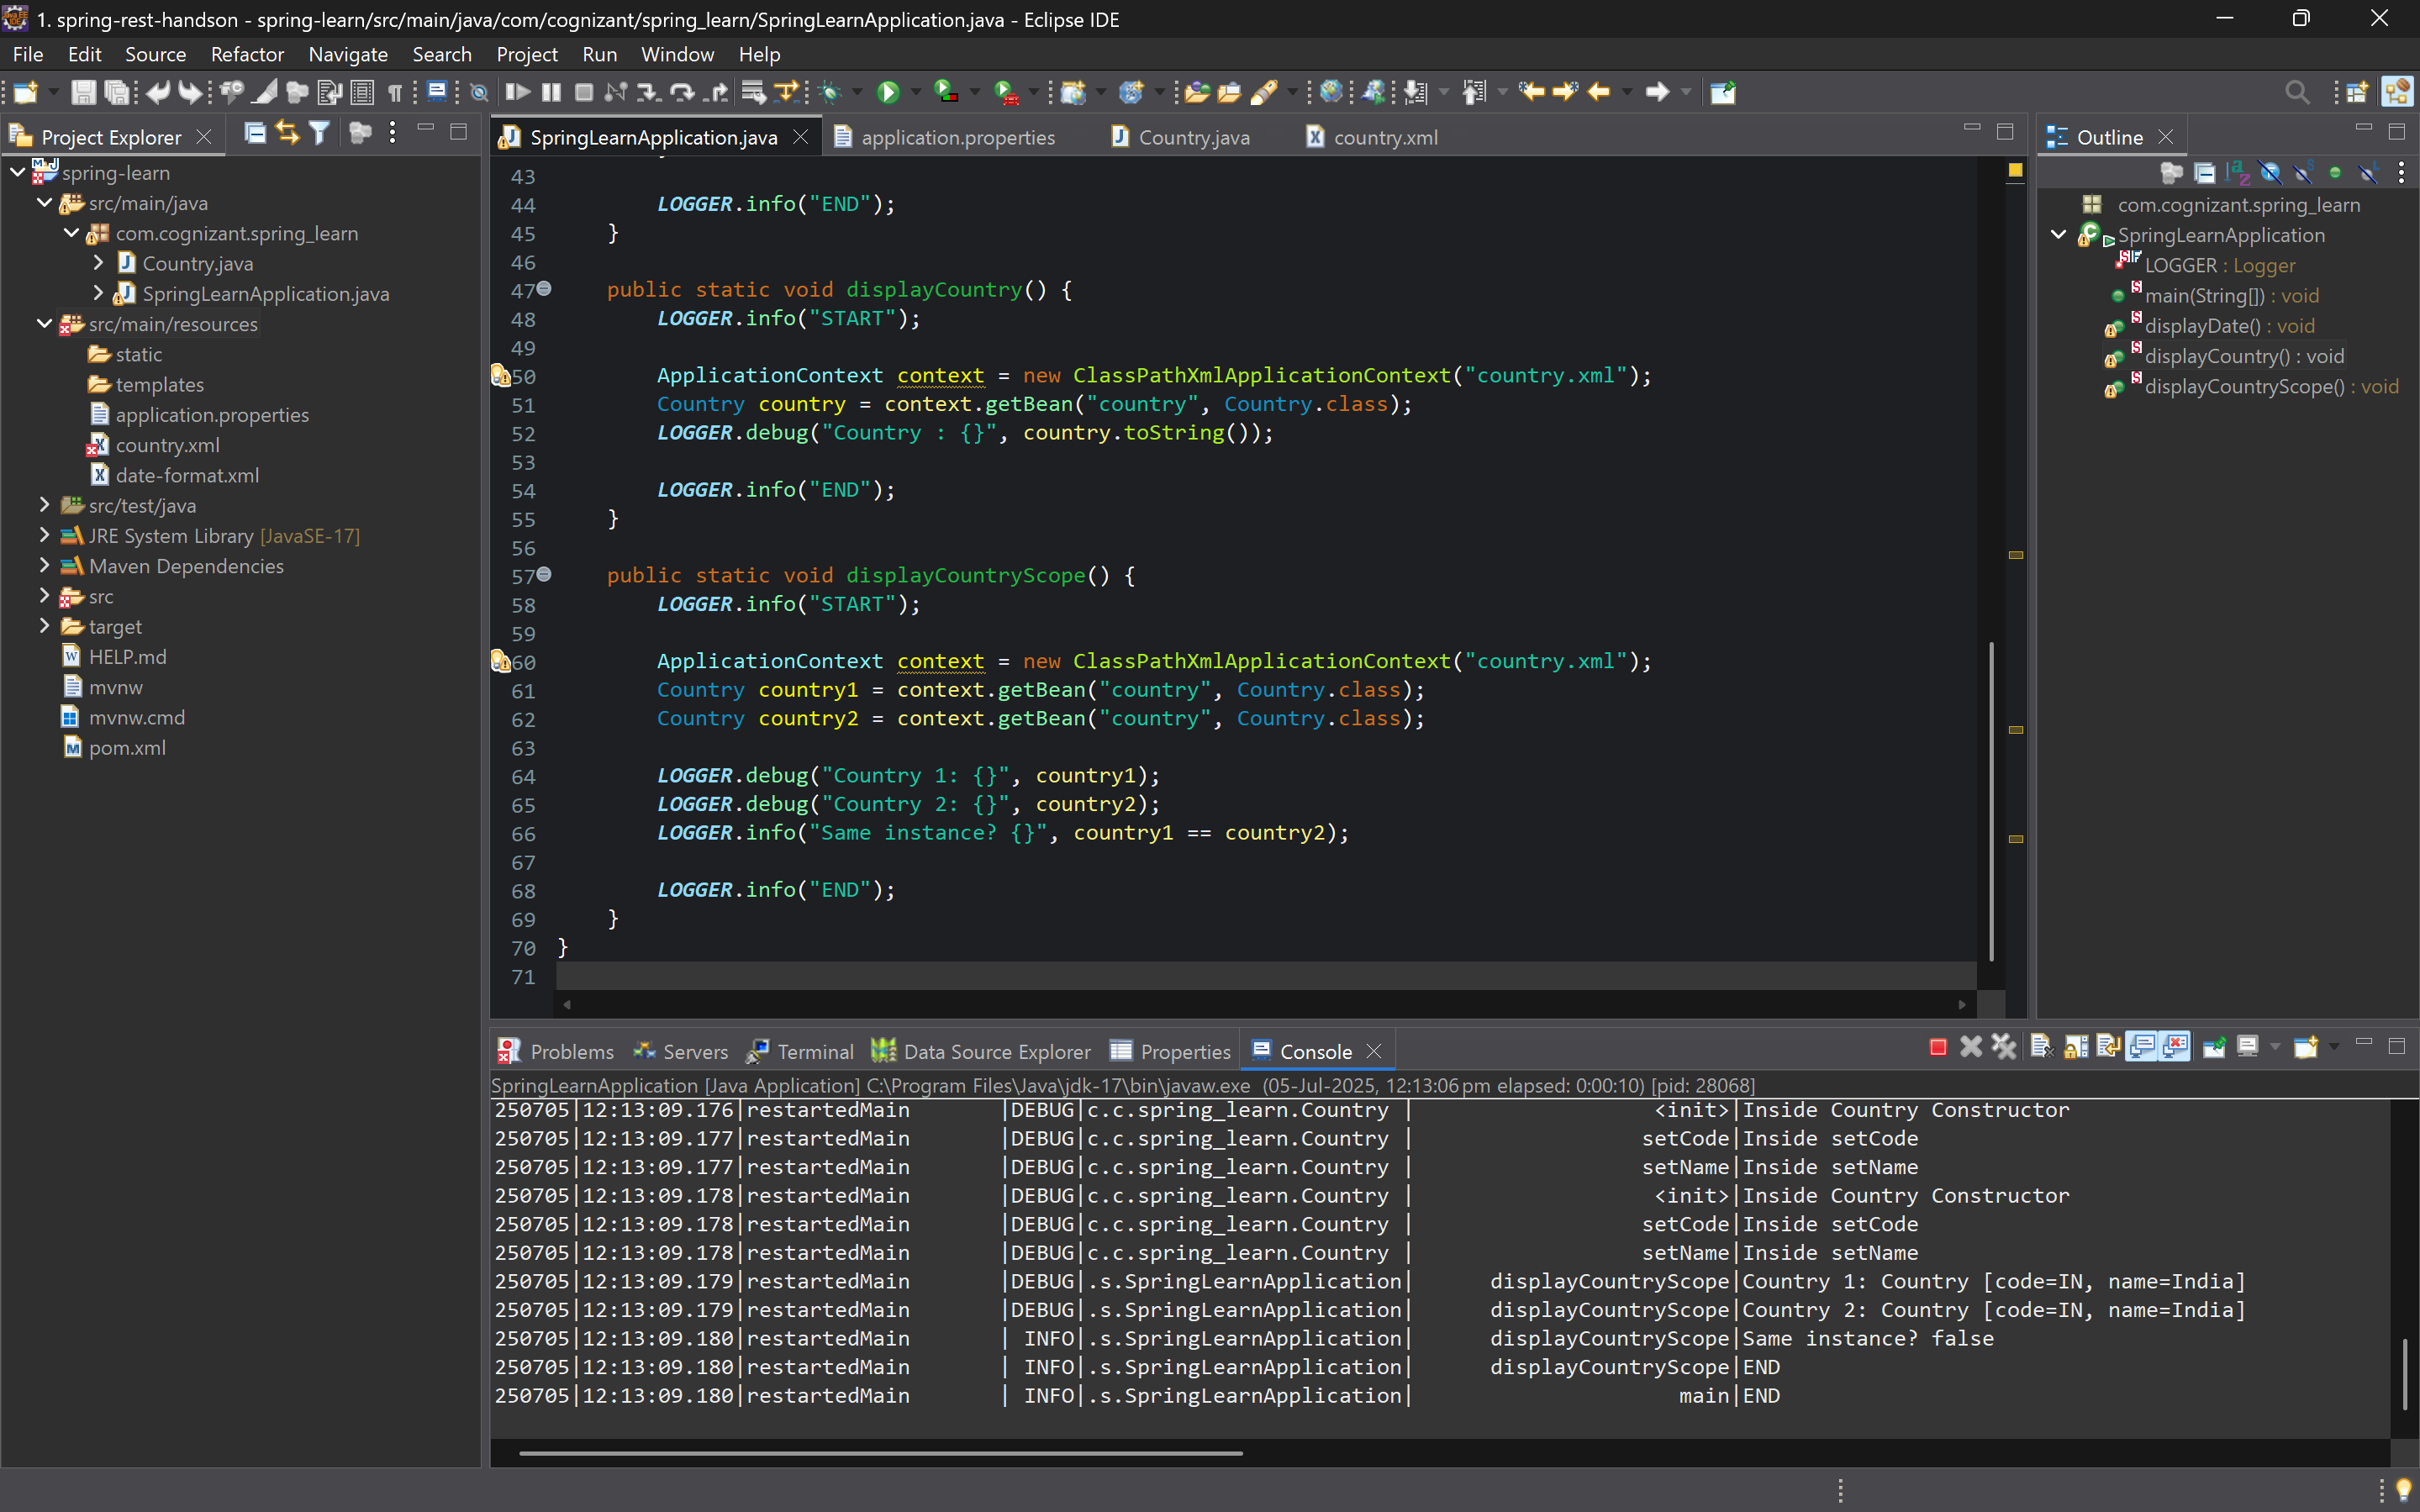 1. spring-rest-handson - spring-learn/src/main/java/com/cognizant/spring_learn/SpringLearnApplication.java - Eclipse IDE
File Edit Source Refactor Navigate Search Project Run Window Help
Project Explorer
spring-learn
src/main/java
com.cognizant.spring_learn
Country.java
SpringLearnApplication.java
src/main/resources
static
templates
application.properties
country.xml
date-format.xml
src/test/java
JRE System Library [JavaSE-17]
Maven Dependencies
src
target
HELP.md
mvnw
mvnw.cmd
pom.xml
SpringLearnApplication.java application.properties Country.java country.xml
43
44 LOGGER.info("END");
45 }
46
47 public static void displayCountry() {
48 LOGGER.info("START");
49
50 ApplicationContext context = new ClassPathXmlApplicationContext("country.xml");
51 Country country = context.getBean("country", Country.class);
52 LOGGER.debug("Country : {}", country.toString());
53
54 LOGGER.info("END");
55 }
56
57 public static void displayCountryScope() {
58 LOGGER.info("START");
59
60 ApplicationContext context = new ClassPathXmlApplicationContext("country.xml");
61 Country country1 = context.getBean("country", Country.class);
62 Country country2 = context.getBean("country", Country.class);
63
64 LOGGER.debug("Country 1: {}", country1);
65 LOGGER.debug("Country 2: {}", country2);
66 LOGGER.info("Same instance? {}", country1 == country2);
67
68 LOGGER.info("END");
69 }
70 }
71
Outline
com.cognizant.spring_learn
SpringLearnApplication
LOGGER : Logger
main(String[]) : void
displayDate() : void
displayCountry() : void
displayCountryScope() : void
Problems Servers Terminal Data Source Explorer Properties Console
SpringLearnApplication [Java Application] C:\Program Files\Java\jdk-17\bin\javaw.exe (05-Jul-2025, 12:13:06 pm elapsed: 0:00:10) [pid: 28068]
250705|12:13:09.176|restartedMain |DEBUG|c.c.spring_learn.Country | <init>|Inside Country Constructor
250705|12:13:09.177|restartedMain |DEBUG|c.c.spring_learn.Country | setCode|Inside setCode
250705|12:13:09.177|restartedMain |DEBUG|c.c.spring_learn.Country | setName|Inside setName
250705|12:13:09.178|restartedMain |DEBUG|c.c.spring_learn.Country | <init>|Inside Country Constructor
250705|12:13:09.178|restartedMain |DEBUG|c.c.spring_learn.Country | setCode|Inside setCode
250705|12:13:09.178|restartedMain |DEBUG|c.c.spring_learn.Country | setName|Inside setName
250705|12:13:09.179|restartedMain |DEBUG|.s.SpringLearnApplication| displayCountryScope|Country 1: Country [code=IN, name=India]
250705|12:13:09.179|restartedMain |DEBUG|.s.SpringLearnApplication| displayCountryScope|Country 2: Country [code=IN, name=India]
250705|12:13:09.180|restartedMain | INFO|.s.SpringLearnApplication| displayCountryScope|Same instance? false
250705|12:13:09.180|restartedMain | INFO|.s.SpringLearnApplication| displayCountryScope|END
250705|12:13:09.180|restartedMain | INFO|.s.SpringLearnApplication| main|END